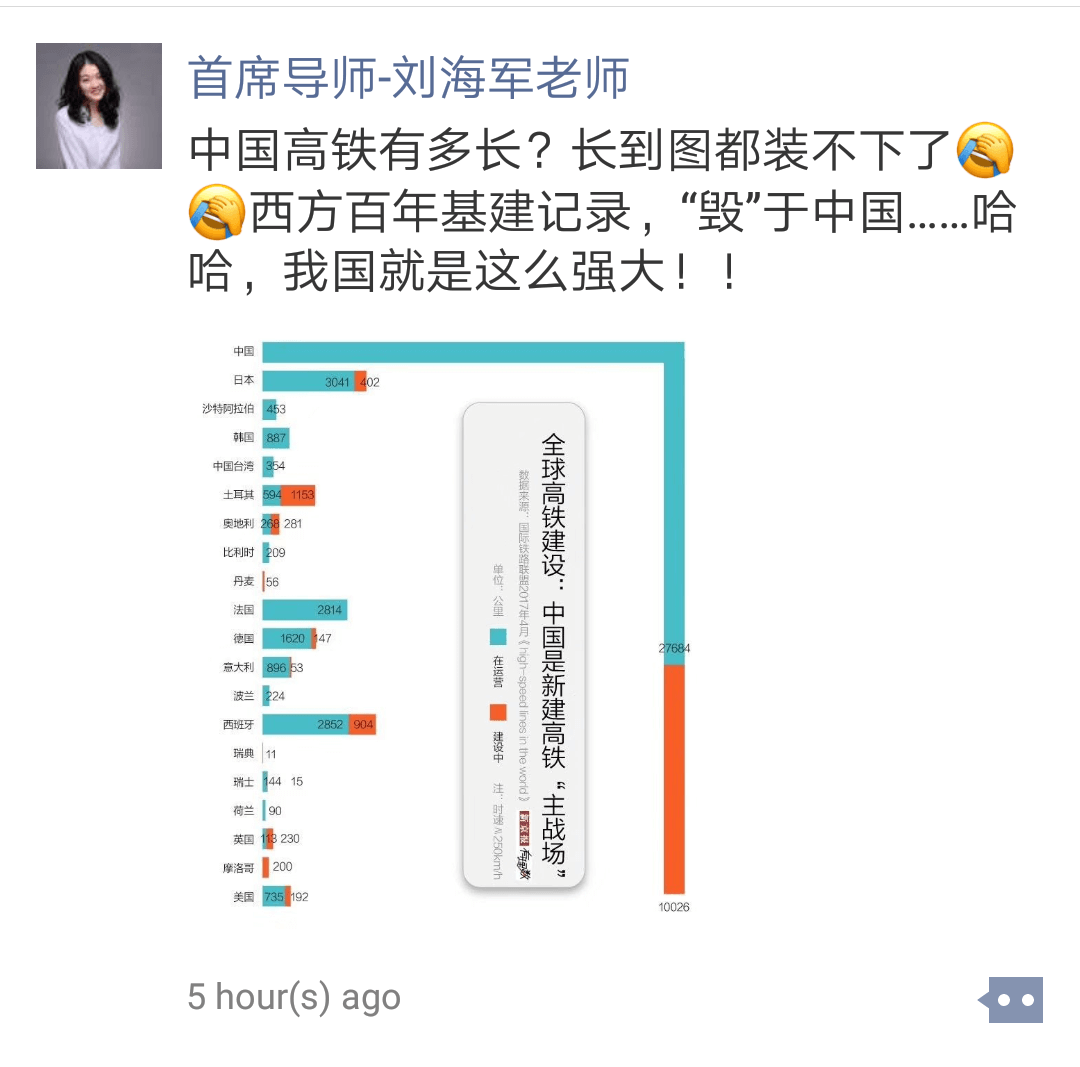 首席导师-刘海军老师
中国高铁有多长？长到图都装不下了🤦
🤦西方百年基建记录，“毁”于中国……哈
哈，我国就是这么强大！！
中国
日本 3041 402
沙特阿拉伯 453
韩国 887
中国台湾 354
土耳其 594 1153
奥地利 268 281
比利时 209
丹麦 56
法国 2814
德国 1620 147
意大利 896 53
波兰 224
西班牙 2852 904
瑞典 11
瑞士 144 15
荷兰 90
英国 113 230
摩洛哥 200
美国 735 192
27684
10026
全球高铁建设：中国是新建高铁“主战场”
数据来源：国际铁路联盟2017年4月《high-speed lines in the world》
新京报 有理数
单位：公里 在运营 建设中 注：时速≥250km/h
5 hour(s) ago